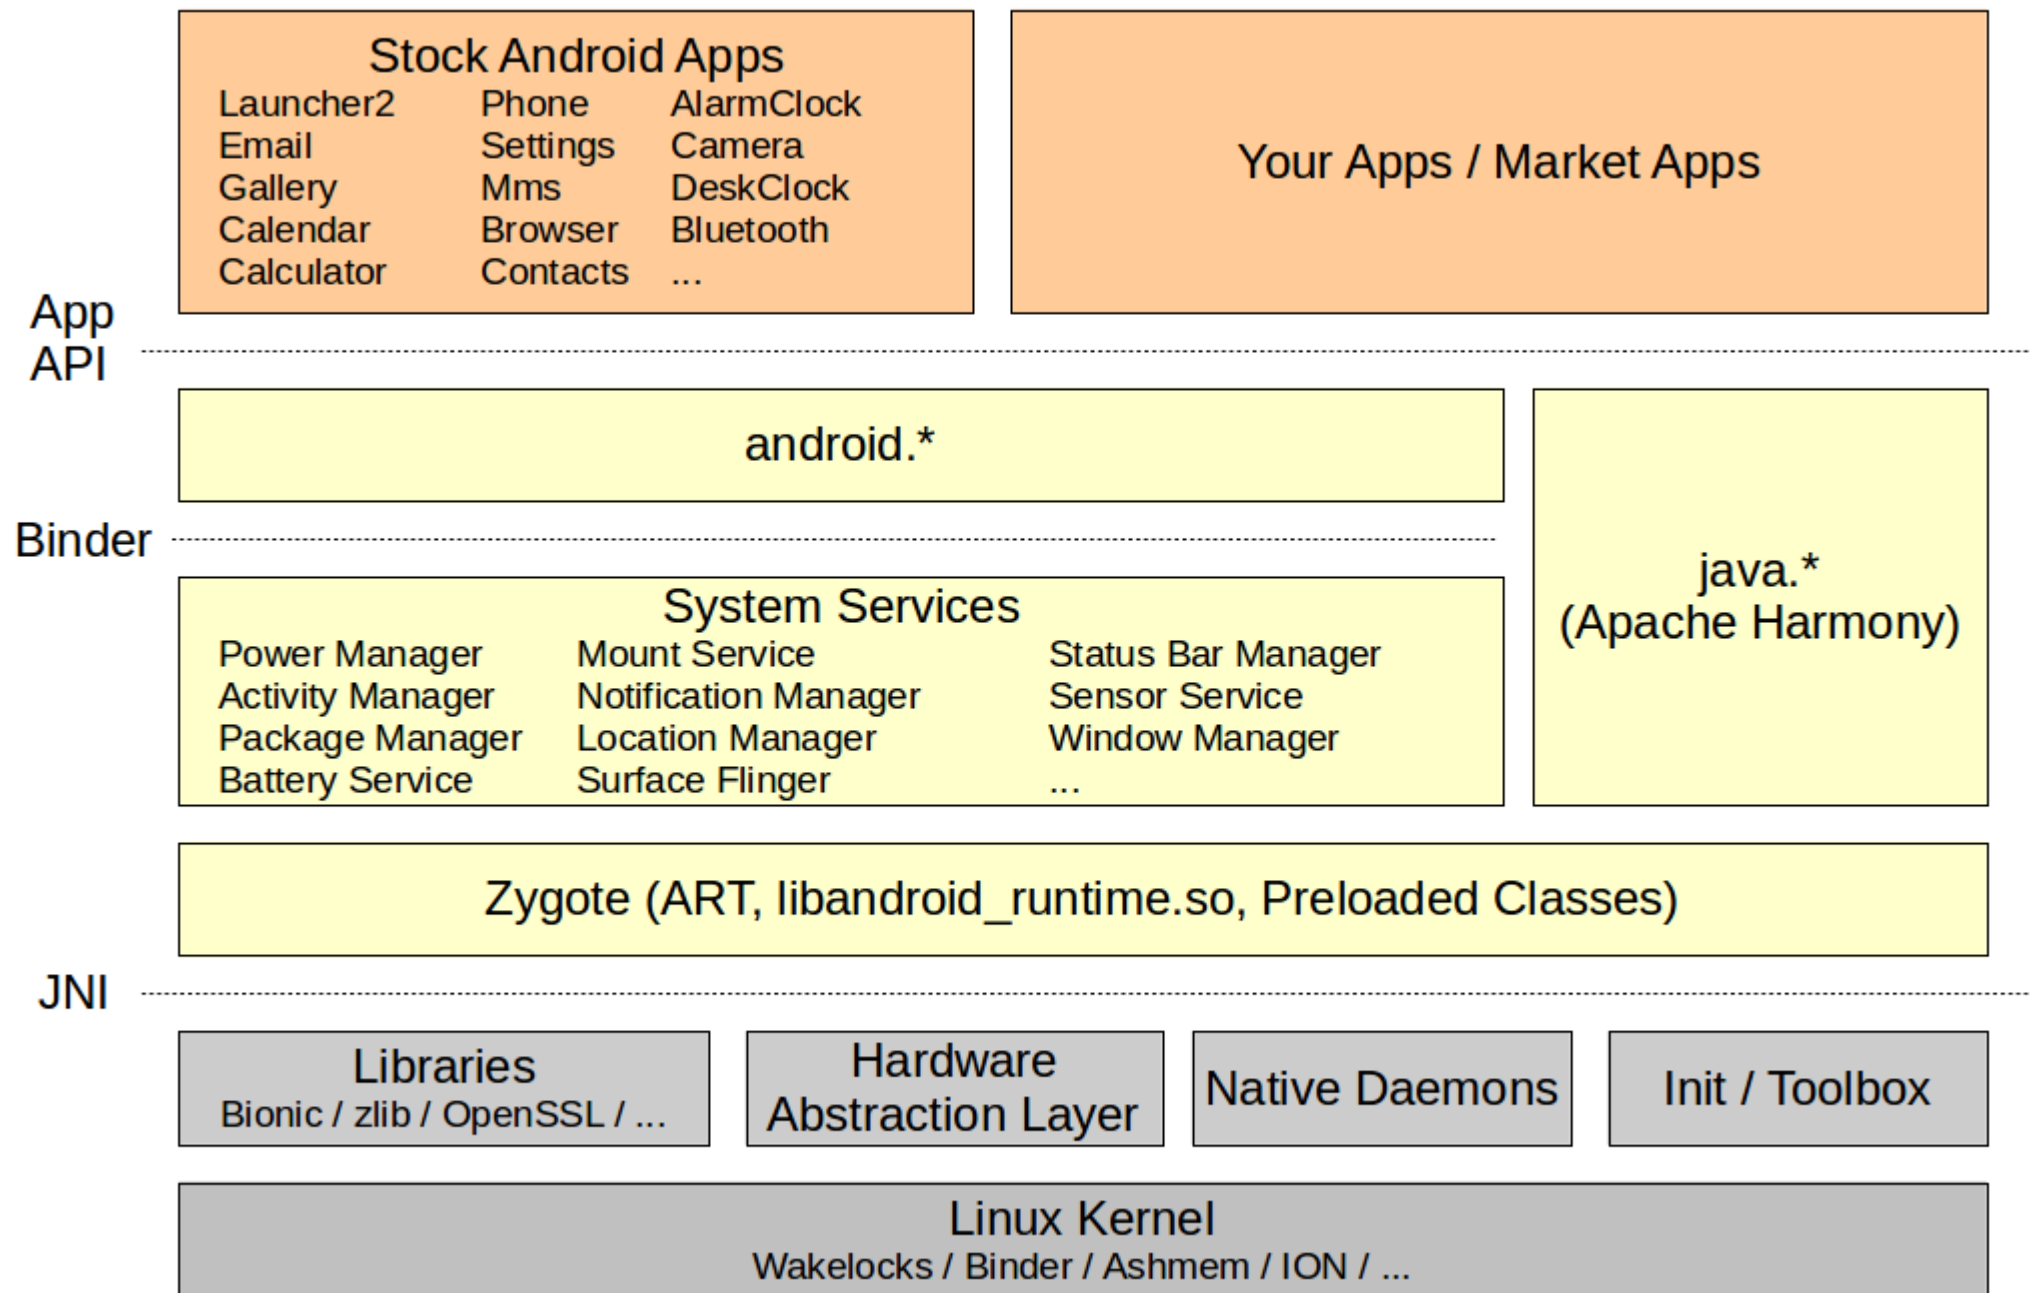 Stock Android Apps
Launcher2 Phone AlarmClock
Email Settings Camera
Gallery Mms DeskClock
Calendar Browser Bluetooth
Calculator Contacts ...
Your Apps / Market Apps
App
API
android.*
Binder
java.*
(Apache Harmony)
System Services
Power Manager Mount Service Status Bar Manager
Activity Manager Notification Manager Sensor Service
Package Manager Location Manager Window Manager
Battery Service Surface Flinger ...
Zygote (ART, libandroid_runtime.so, Preloaded Classes)
JNI
Libraries
Bionic / zlib / OpenSSL / ...
Hardware
Abstraction Layer
Native Daemons
Init / Toolbox
Linux Kernel
Wakelocks / Binder / Ashmem / ION / ...